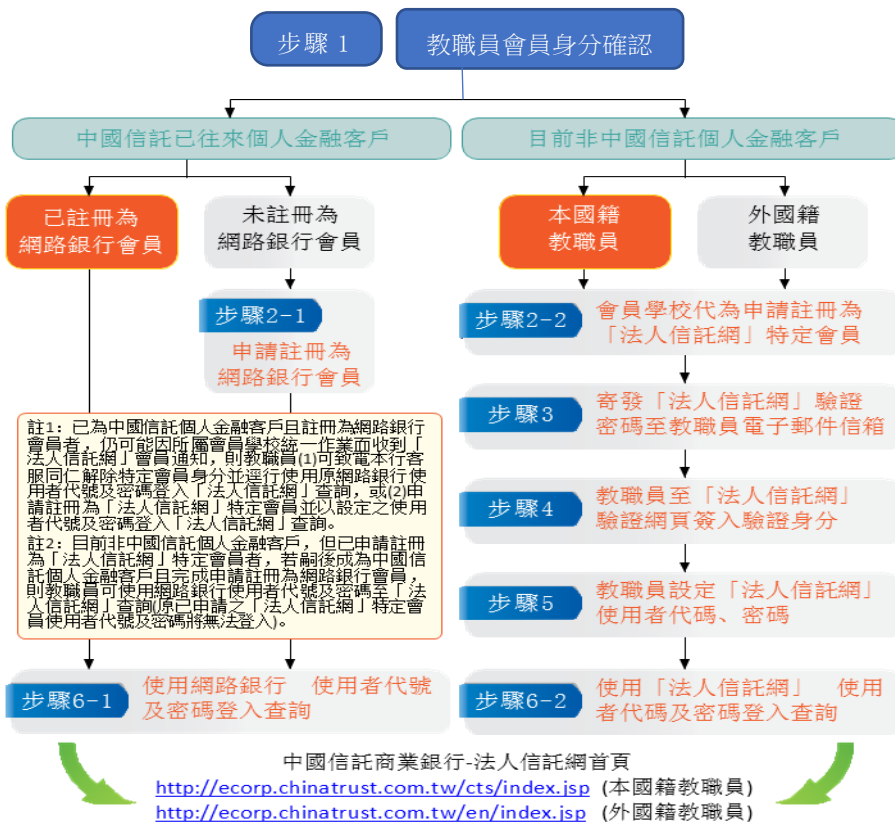 步驟 1
教職員會員身分確認
中國信託已往來個人金融客戶
目前非中國信託個人金融客戶
已註冊為
網路銀行會員
未註冊為
網路銀行會員
本國籍
教職員
外國籍
教職員
步驟2-1
申請註冊為
網路銀行會員
步驟2-2
會員學校代為申請註冊為
「法人信託網」特定會員
步驟3
寄發「法人信託網」驗證
密碼至教職員電子郵件信箱
步驟4
教職員至「法人信託網」
驗證網頁簽入驗證身分
步驟5
教職員設定「法人信託網」
使用者代碼、密碼
註1：已為中國信託個人金融客戶且註冊為網路銀行
會員者，仍可能因所屬會員學校統一作業而收到「
法人信託網」會員通知，則教職員(1)可致電本行客
服同仁解除特定會員身分並逕行使用原網路銀行使
用者代號及密碼登入「法人信託網」查詢，或(2)申
請註冊為「法人信託網」特定會員並以設定之使用
者代號及密碼登入「法人信託網」查詢。
註2：目前非中國信託個人金融客戶，但已申請註冊
為「法人信託網」特定會員者，若嗣後成為中國信
託個人金融客戶且完成申請註冊為網路銀行會員，
則教職員可使用網路銀行使用者代號及密碼至「法
人信託網」查詢(原已申請之「法人信託網」特定會
員使用者代號及密碼將無法登入)。
步驟6-1
使用網路銀行　使用者代號
及密碼登入查詢
步驟6-2
使用「法人信託網」　使用
者代碼及密碼登入查詢
中國信託商業銀行-法人信託網首頁
http://ecorp.chinatrust.com.tw/cts/index.jsp (本國籍教職員)
http://ecorp.chinatrust.com.tw/en/index.jsp (外國籍教職員)